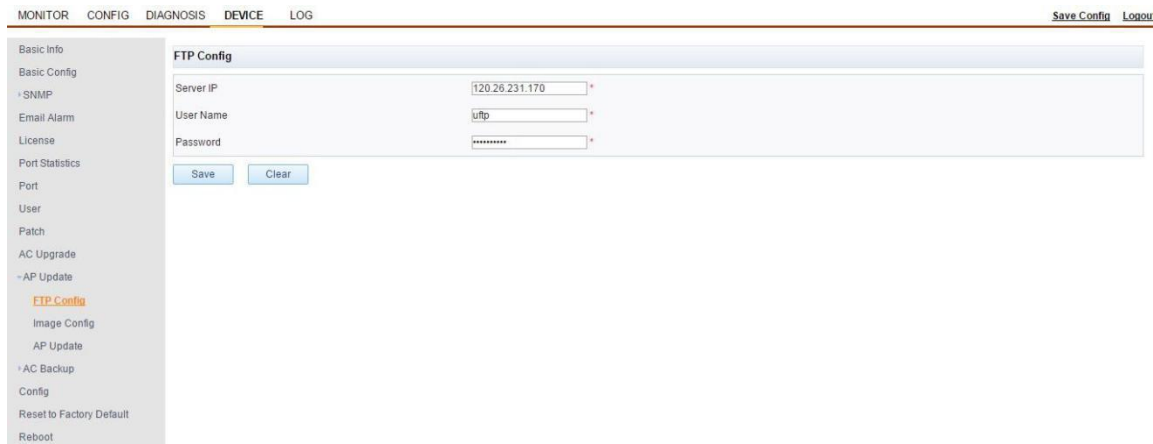 MONITOR CONFIG DIAGNOSIS DEVICE LOG Save Config Logou
Basic Info
Basic Config
SNMP
Email Alarm
License
Port Statistics
Port
User
Patch
AC Upgrade
AP Update
FTP Config
Image Config
AP Update
AC Backup
Config
Reset to Factory Default
Reboot
FTP Config
Server IP 120.26.231.170 *
User Name uftp *
Password •••••••••• *
Save Clear